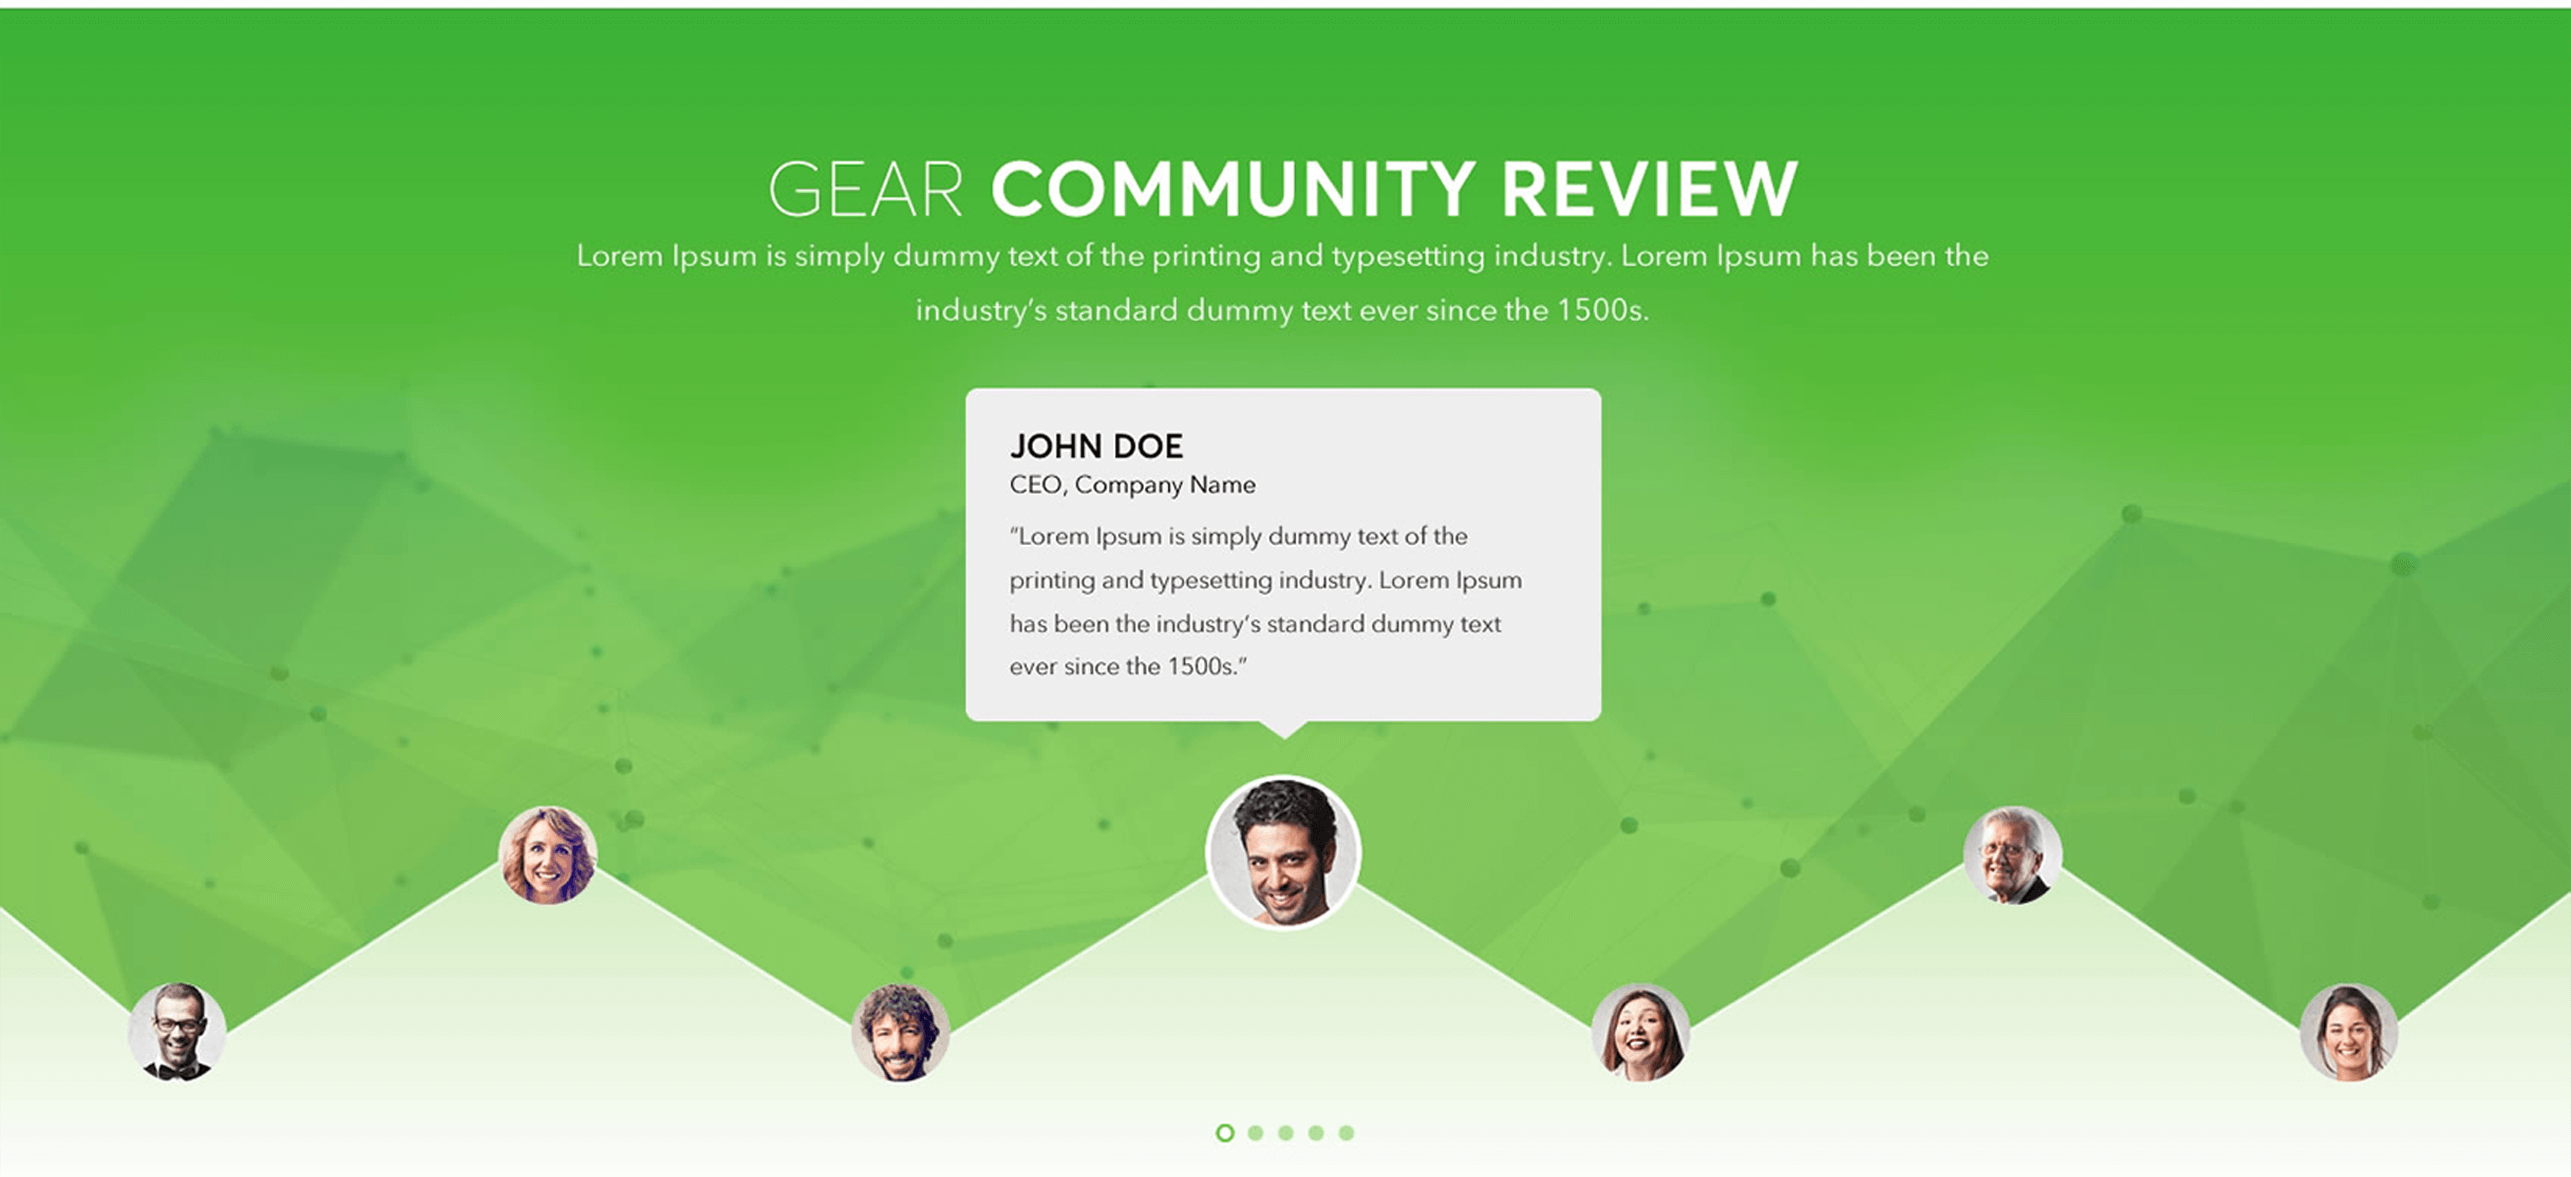 GEAR COMMUNITY REVIEW
Lorem Ipsum is simply dummy text of the printing and typesetting industry. Lorem Ipsum has been the
industry’s standard dummy text ever since the 1500s.
JOHN DOE
CEO, Company Name
“Lorem Ipsum is simply dummy text of the
printing and typesetting industry. Lorem Ipsum
has been the industry’s standard dummy text
ever since the 1500s.”